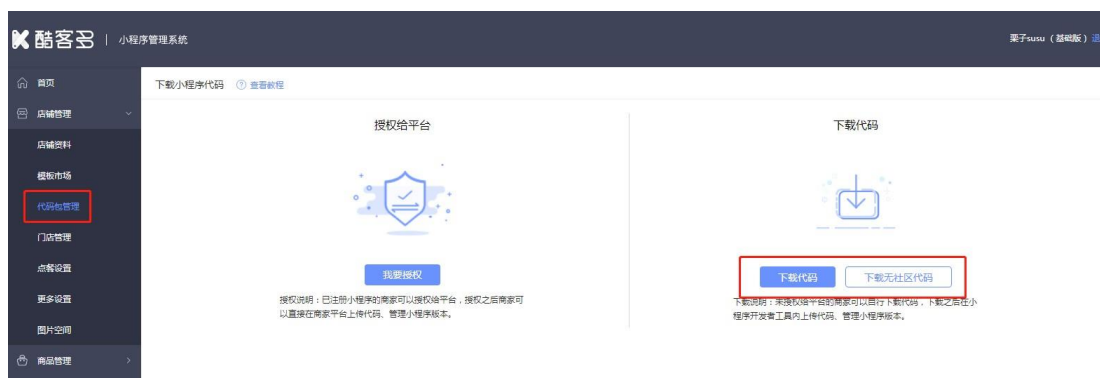 酷客多 | 小程序管理系统
栗子susu（基础版）退
首页
下载小程序代码 ? 查看教程
店铺管理
店铺资料
模板市场
代码包管理
门店管理
点餐设置
更多设置
图片空间
商品管理
授权给平台
我要授权
授权说明：已注册小程序的商家可以授权给平台，授权之后商家可
以直接在商家平台上传代码、管理小程序版本。
下载代码
下载代码 下载无社区代码
下载说明：未授权给平台的商家可以自行下载代码，下载之后在小
程序开发者工具内上传代码、管理小程序版本。